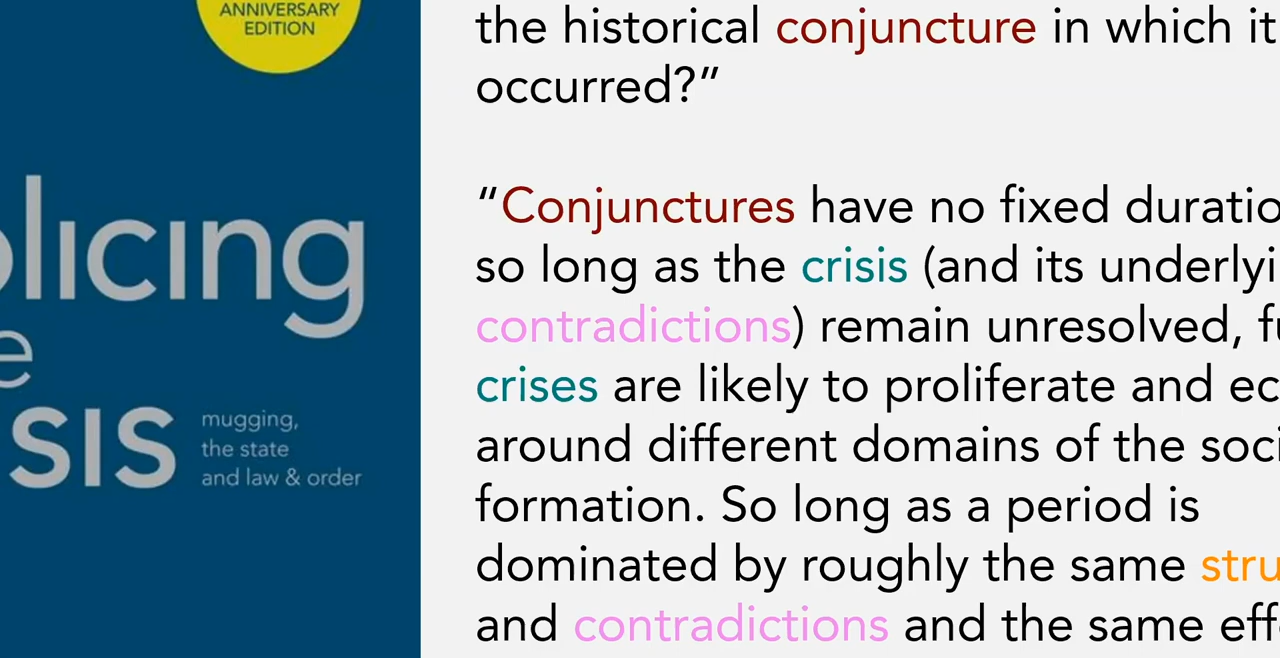 ANNIVERSARY
EDITION
licing
e
SIS
mugging,
the state
and law & order
the historical conjuncture in which it
occurred?”
“Conjunctures have no fixed duratio
so long as the crisis (and its underlyi
contradictions) remain unresolved, fu
crises are likely to proliferate and ec
around different domains of the soci
formation. So long as a period is
dominated by roughly the same stru
and contradictions and the same effe